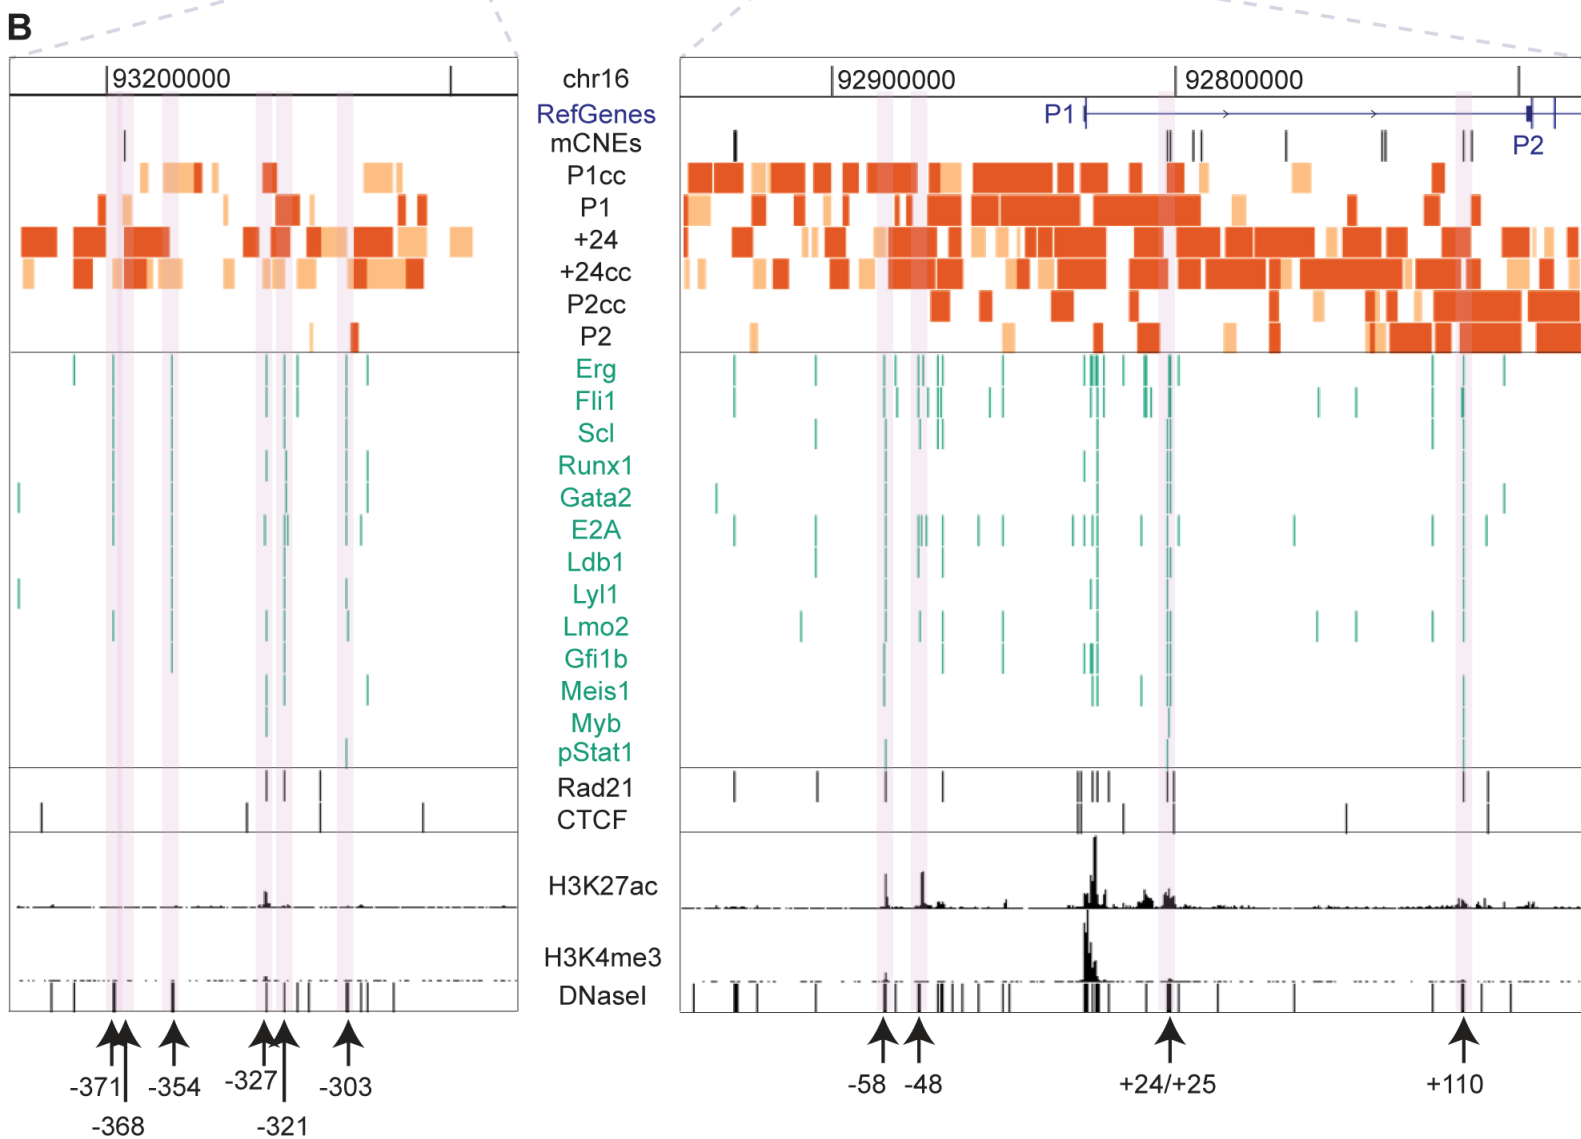 B
93200000 chr16 92900000 92800000
RefGenes P1
mCNEs P2
P1cc
P1
+24
+24cc
P2cc
P2
Erg
Fli1
Scl
Runx1
Gata2
E2A
Ldb1
Lyl1
Lmo2
Gfi1b
Meis1
Myb
pStat1
Rad21
CTCF
H3K27ac
H3K4me3
DNaseI
-371 -354 -327 -303 -58 -48 +24/+25 +110
-368 -321